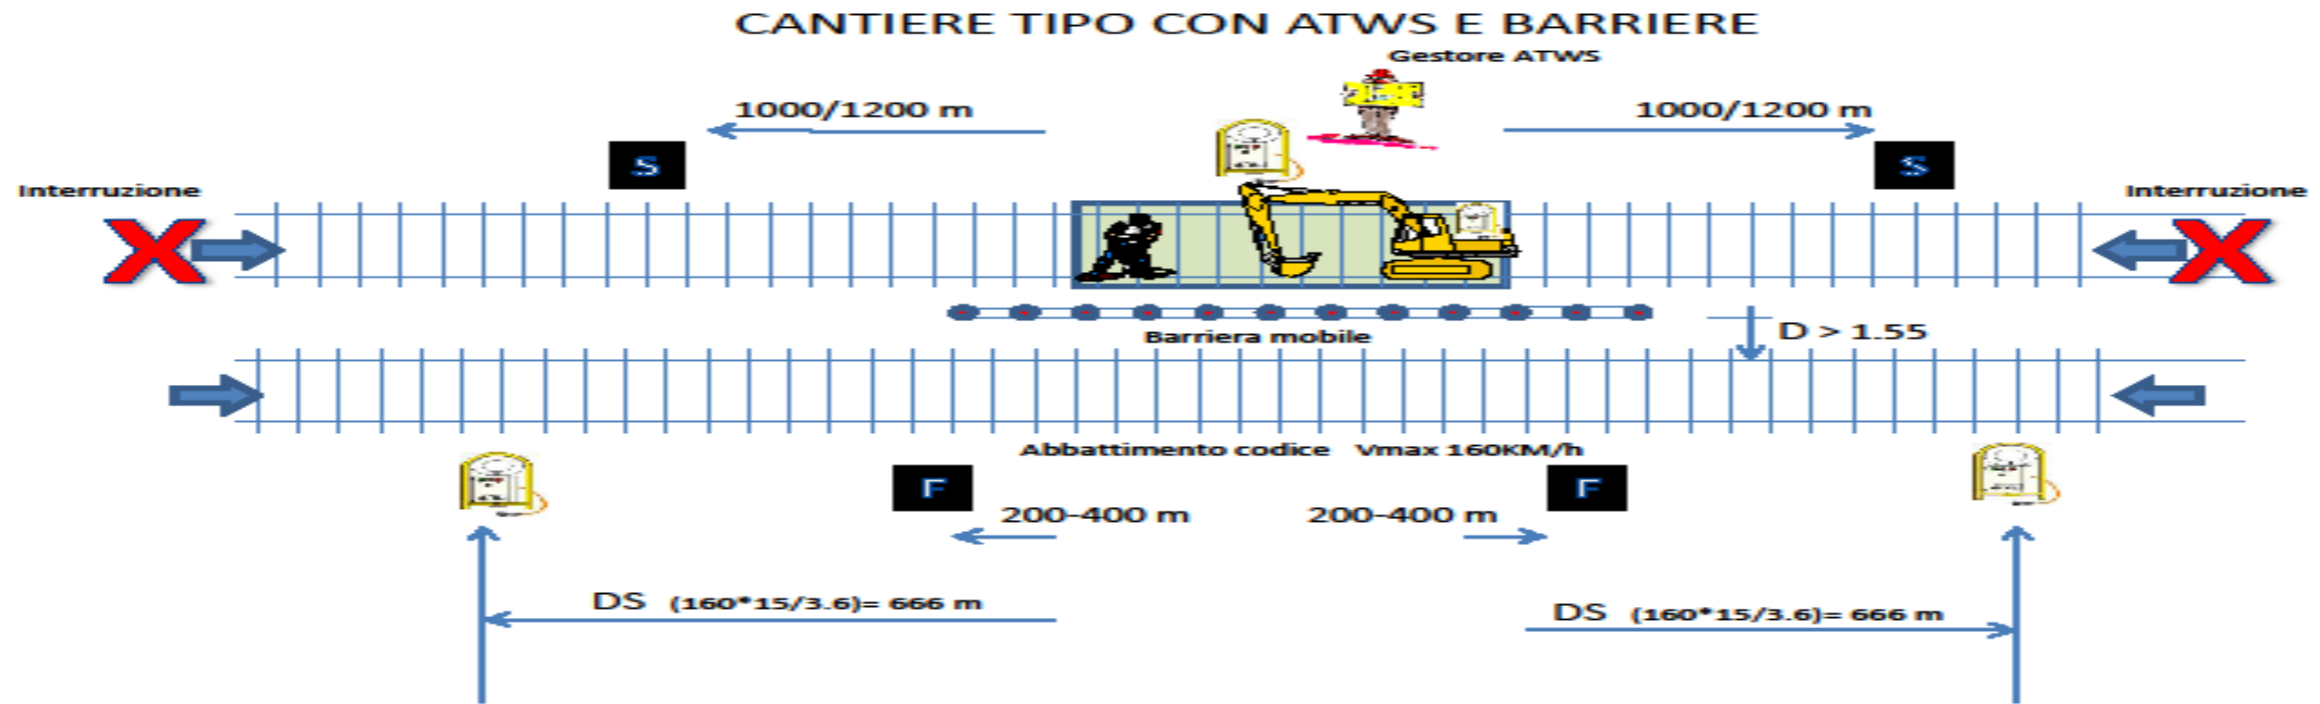 CANTIERE TIPO CON ATWS E BARRIERE
Gestore ATWS
1000/1200 m
1000/1200 m
S
S
Interruzione
Interruzione
Barriera mobile
D > 1.55
Abbattimento codice Vmax 160KM/h
F
F
200-400 m
200-400 m
DS (160*15/3.6)= 666 m
DS (160*15/3.6)= 666 m